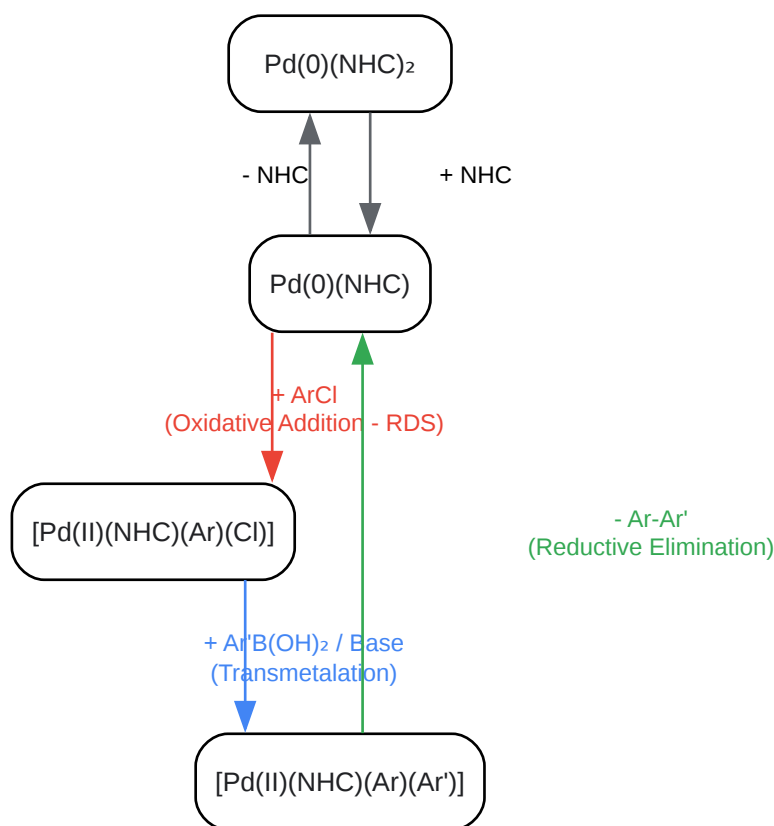 Pd(0)(NHC)₂
- NHC
+ NHC
Pd(0)(NHC)
+ ArCl
(Oxidative Addition - RDS)
[Pd(II)(NHC)(Ar)(Cl)]
- Ar-Ar'
(Reductive Elimination)
+ Ar'B(OH)₂ / Base
(Transmetalation)
[Pd(II)(NHC)(Ar)(Ar')]